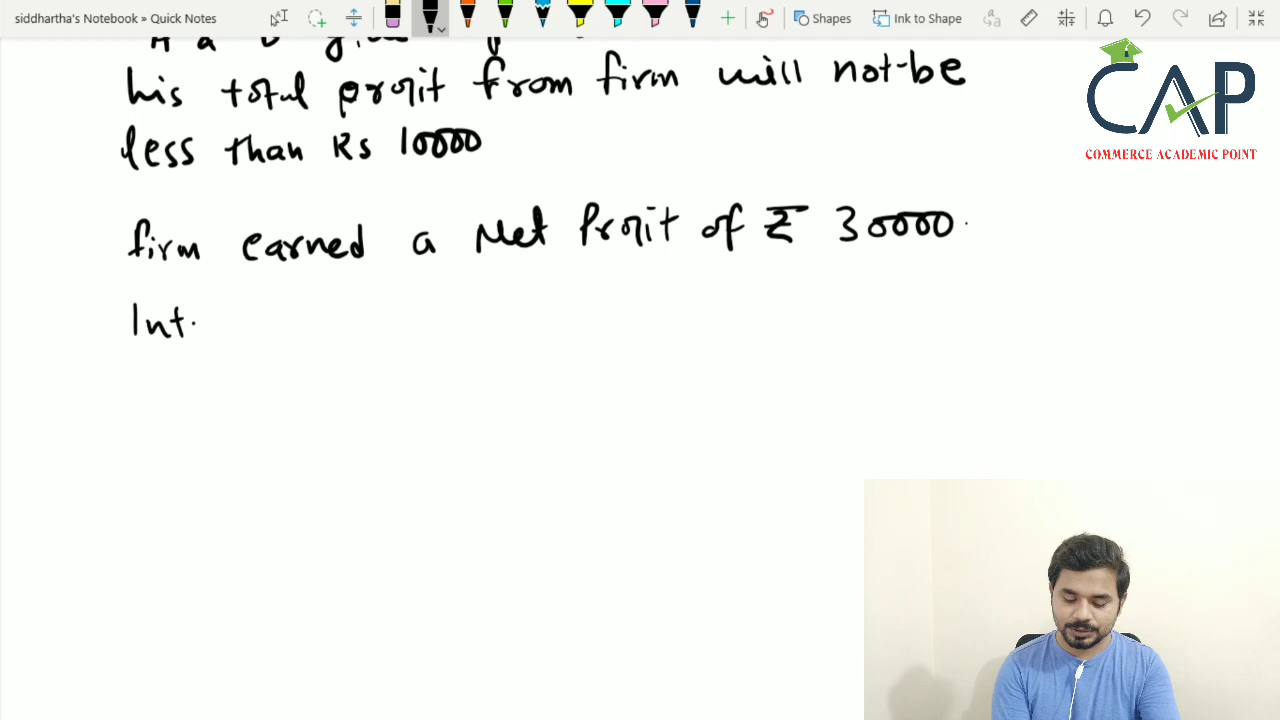 siddhartha's Notebook » Quick Notes
Shapes
Ink to Shape
CAP
COMMERCE ACADEMIC POINT
his total profit from firm will not be
less than Rs 10000
firm earned a Net Profit of ₹ 30000.
Int.